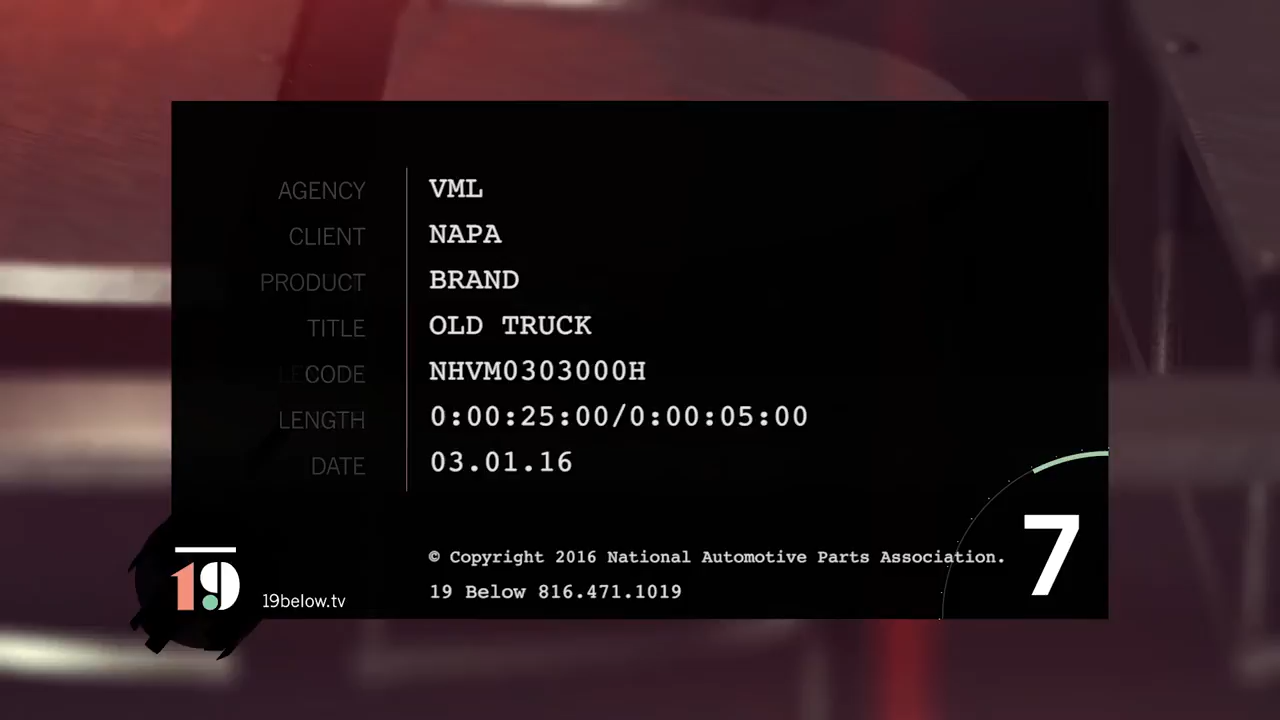 AGENCY VML
CLIENT NAPA
PRODUCT BRAND
TITLE OLD TRUCK
CODE NHVM0303000H
LENGTH 0:00:25:00/0:00:05:00
DATE 03.01.16
7
© Copyright 2016 National Automotive Parts Association.
19 Below 816.471.1019
19
19below.tv